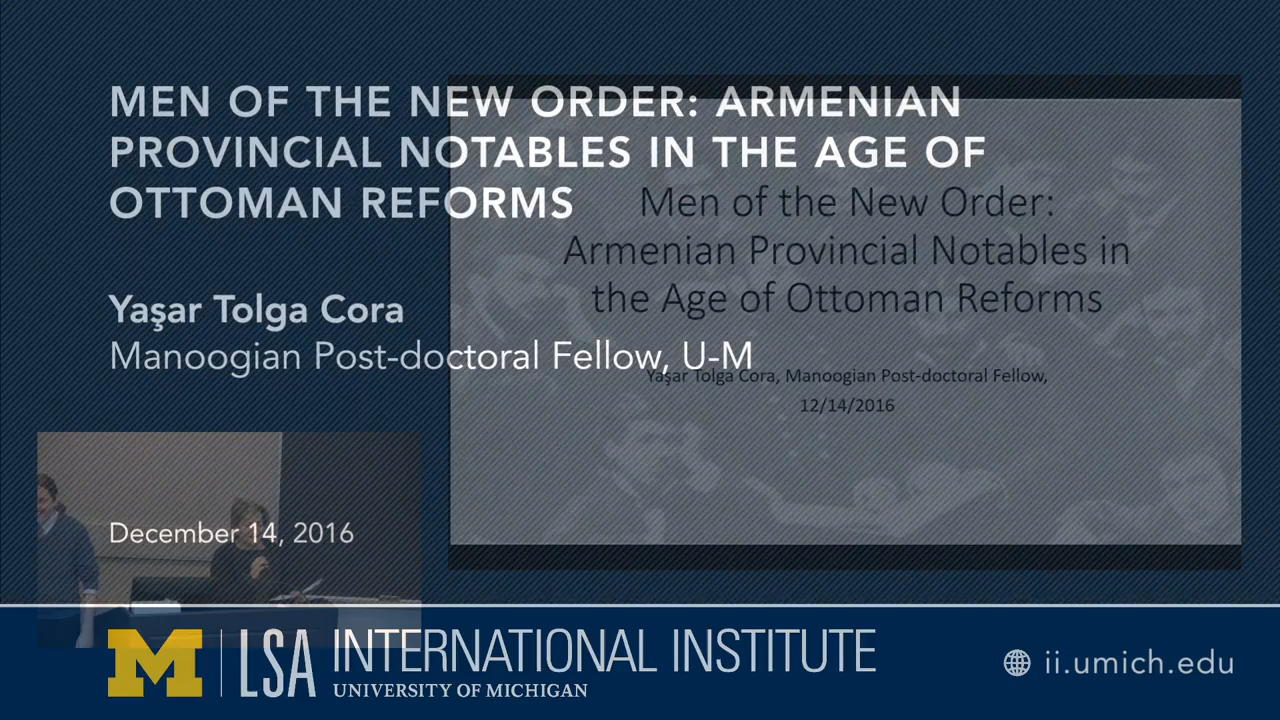 MEN OF THE NEW ORDER: ARMENIAN
PROVINCIAL NOTABLES IN THE AGE OF
OTTOMAN REFORMS
Yaşar Tolga Cora
Manoogian Post-doctoral Fellow, U-M
December 14, 2016
Men of the New Order:
Armenian Provincial Notables in
the Age of Ottoman Reforms
Yaşar Tolga Cora, Manoogian Post-doctoral Fellow,
12/14/2016
M LSA INTERNATIONAL INSTITUTE
UNIVERSITY OF MICHIGAN
ii.umich.edu